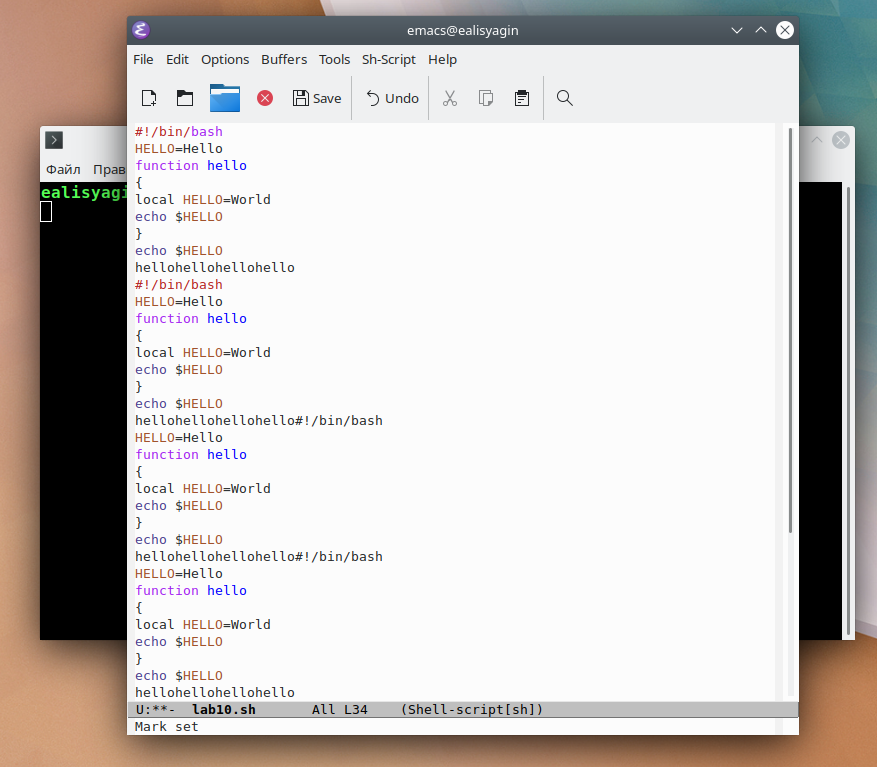 emacs@ealisyagin
File Edit Options Buffers Tools Sh-Script Help
Save Undo
Файл Прав
ealisyagi
#!/bin/bash
HELLO=Hello
function hello
{
local HELLO=World
echo $HELLO
}
echo $HELLO
hellohellohellohello
#!/bin/bash
HELLO=Hello
function hello
{
local HELLO=World
echo $HELLO
}
echo $HELLO
hellohellohellohello#!/bin/bash
HELLO=Hello
function hello
{
local HELLO=World
echo $HELLO
}
echo $HELLO
hellohellohellohello#!/bin/bash
HELLO=Hello
function hello
{
local HELLO=World
echo $HELLO
}
echo $HELLO
hellohellohellohello
U:**- lab10.sh All L34 (Shell-script[sh])
Mark set